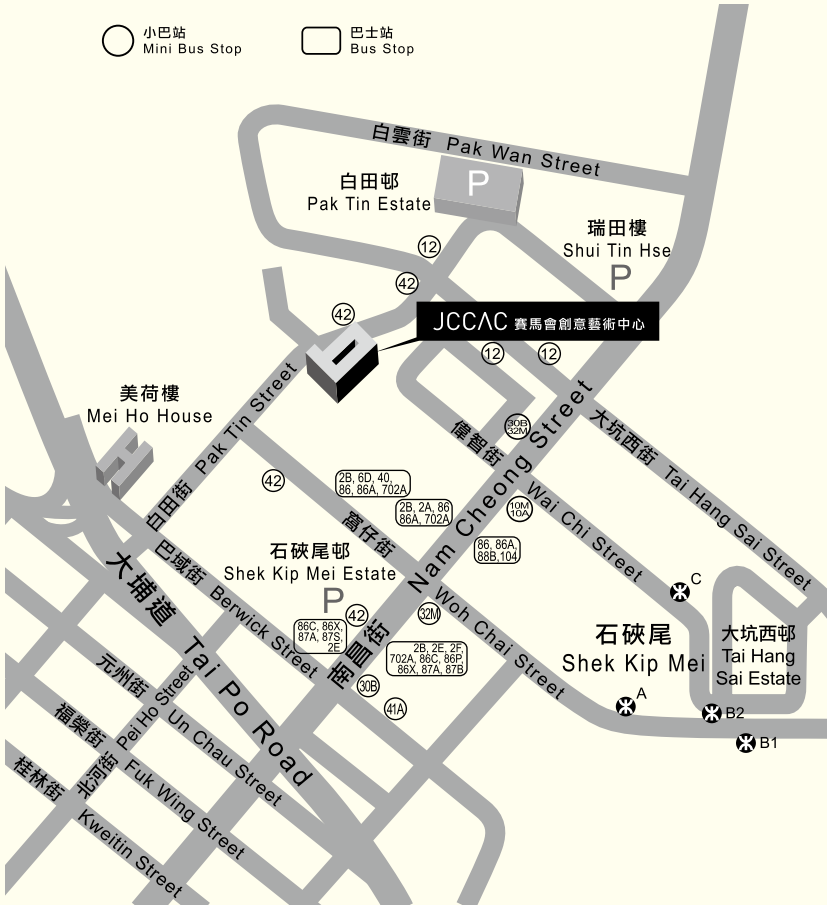 小巴站
Mini Bus Stop
巴士站
Bus Stop
白雲街 Pak Wan Street
P
白田邨
Pak Tin Estate
瑞田樓
Shui Tin Hse
P
12
42
42
JCCAC 賽馬會創意藝術中心
12
12
美荷樓
Mei Ho House
白田街 Pak Tin Street
30B
32M
偉智街 Wai Chi Street
大坑西街 Tai Hang Sai Street
42
2B, 6D, 40,
86, 86A, 702A
2B, 2A, 86
86A, 702A
10M
10A
86, 86A,
88B,104
窩仔街 Woh Chai Street
南昌街 Nam Cheong Street
石硤尾邨
Shek Kip Mei Estate
P
42
86C, 86X,
87A, 87S,
2E
32M
2B, 2E, 2F,
702A, 86C, 86P,
86X, 87A, 87B
30B
41A
巴域街 Berwick Street
大埔道 Tai Po Road
C
石硤尾
Shek Kip Mei
大坑西邨
Tai Hang
Sai Estate
A
B2
B1
元州街 Un Chau Street
北河街 Pei Ho Street
福榮街 Fuk Wing Street
桂林街 Kweitin Street